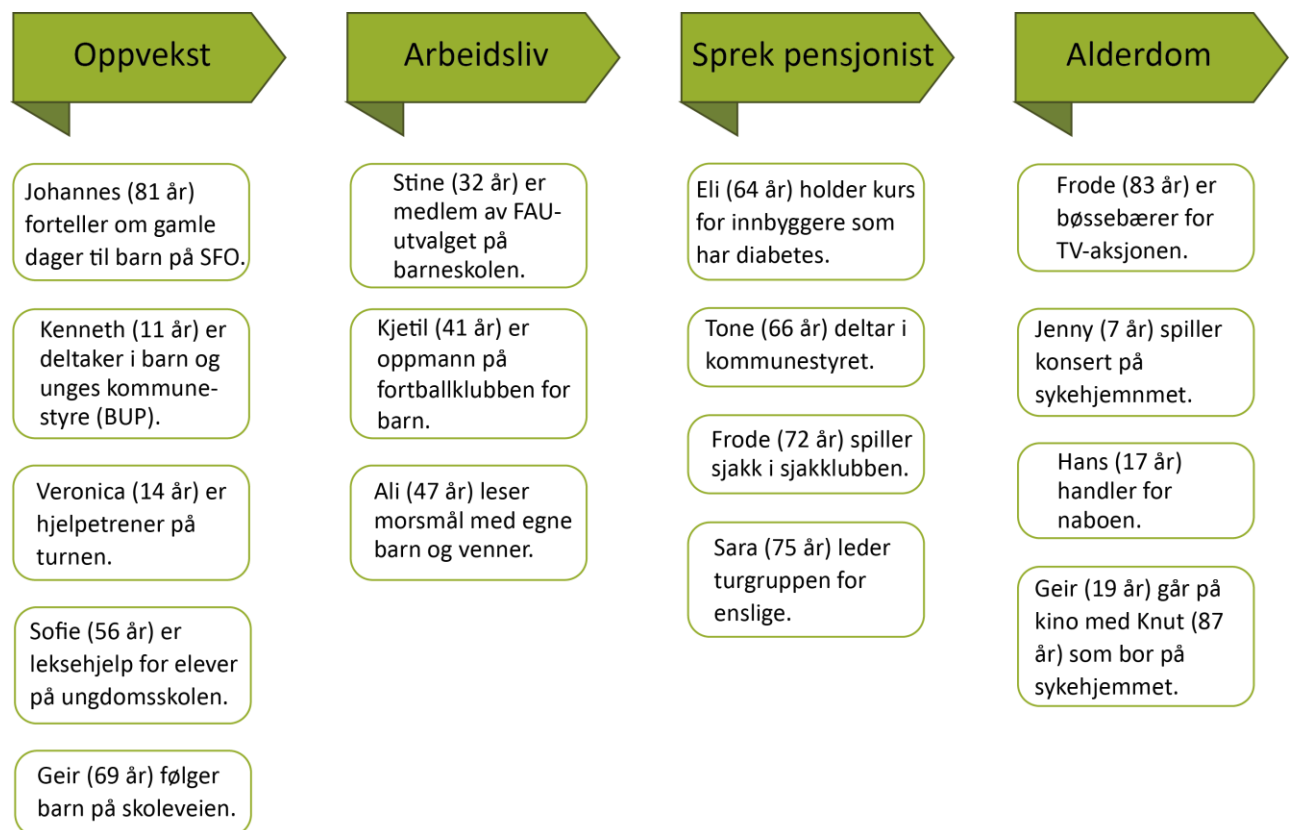 Oppvekst
Johannes (81 år)
forteller om gamle
dager til barn på SFO.
Kenneth (11 år) er
deltaker i barn og
unges kommune-
styre (BUP).
Veronica (14 år) er
hjelpetrener på
turnen.
Sofie (56 år) er
leksehjelp for elever
på ungdomsskolen.
Geir (69 år) følger
barn på skoleveien.
Arbeidsliv
Stine (32 år) er
medlem av FAU-
utvalget på
barneskolen.
Kjetil (41 år) er
oppmann på
fortballklubben for
barn.
Ali (47 år) leser
morsmål med egne
barn og venner.
Sprek pensjonist
Eli (64 år) holder kurs
for innbyggere som
har diabetes.
Tone (66 år) deltar i
kommunestyret.
Frode (72 år) spiller
sjakk i sjakklubben.
Sara (75 år) leder
turgruppen for
enslige.
Alderdom
Frode (83 år) er
bøssebærer for
TV-aksjonen.
Jenny (7 år) spiller
konsert på
sykehjemnmet.
Hans (17 år)
handler for
naboen.
Geir (19 år) går på
kino med Knut (87
år) som bor på
sykehjemmet.